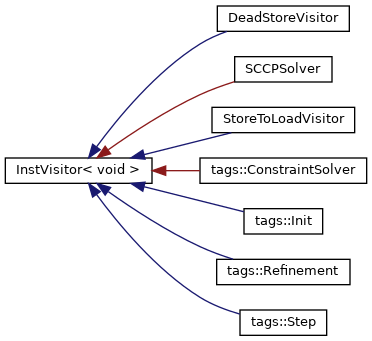 DeadStoreVisitor
SCCPSolver
StoreToLoadVisitor
InstVisitor< void >
tags::ConstraintSolver
tags::Init
tags::Refinement
tags::Step